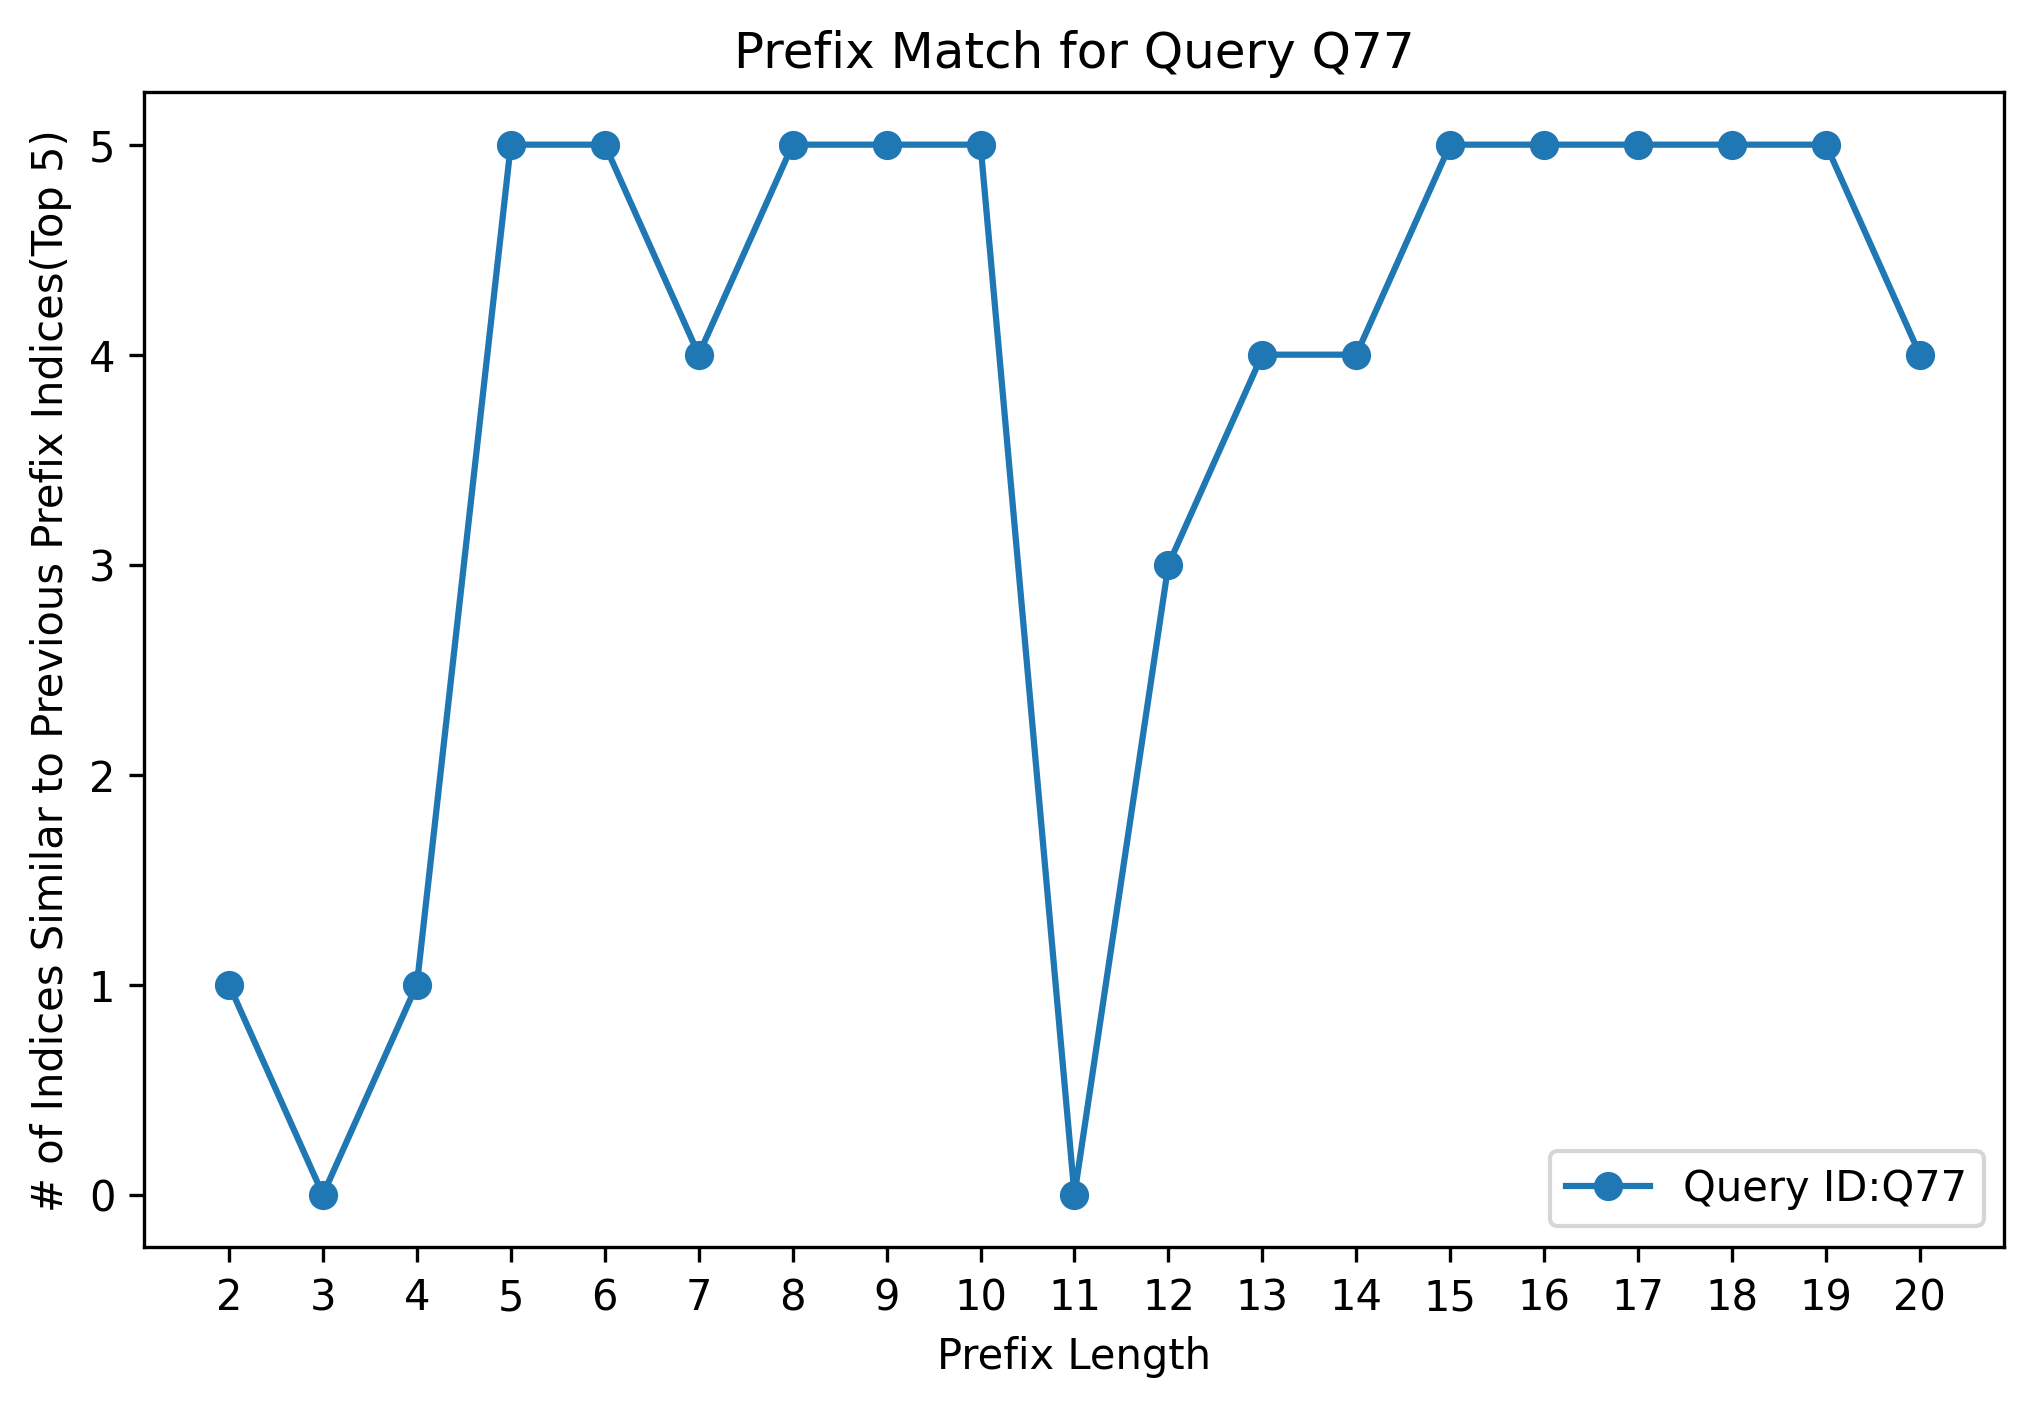 Prefix Match for Query Q77
# of Indices Similar to Previous Prefix Indices(Top 5)
5
4
3
2
1
0
Query ID:Q77
2 3 4 5 6 7 8 9 10 11 12 13 14 15 16 17 18 19 20
Prefix Length